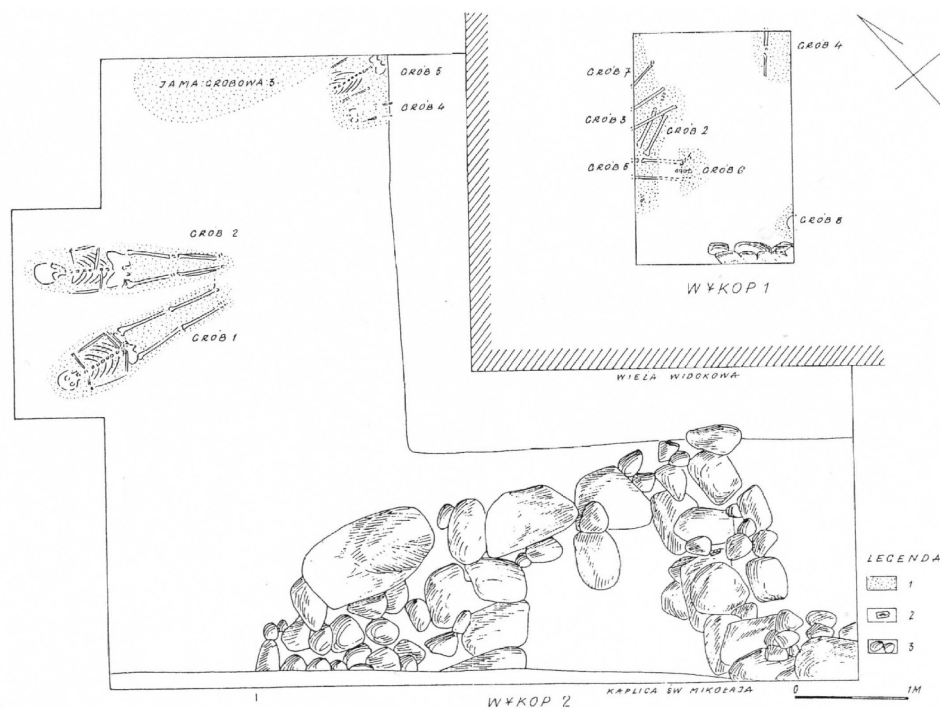 JAMA GROBOWA 3
GRÓB 5
GRÓB 4
GRÓB 2
GRÓB 1
GRÓB 4
GRÓB 7
GRÓB 3
GRÓB 2
GRÓB 5
GRÓB 6
GRÓB 8
WYKOP 1
WIEŻA WIDOKOWA
LEGENDA
1
2
3
KAPLICA ŚW MIKOŁAJA
0 1M
WYKOP 2